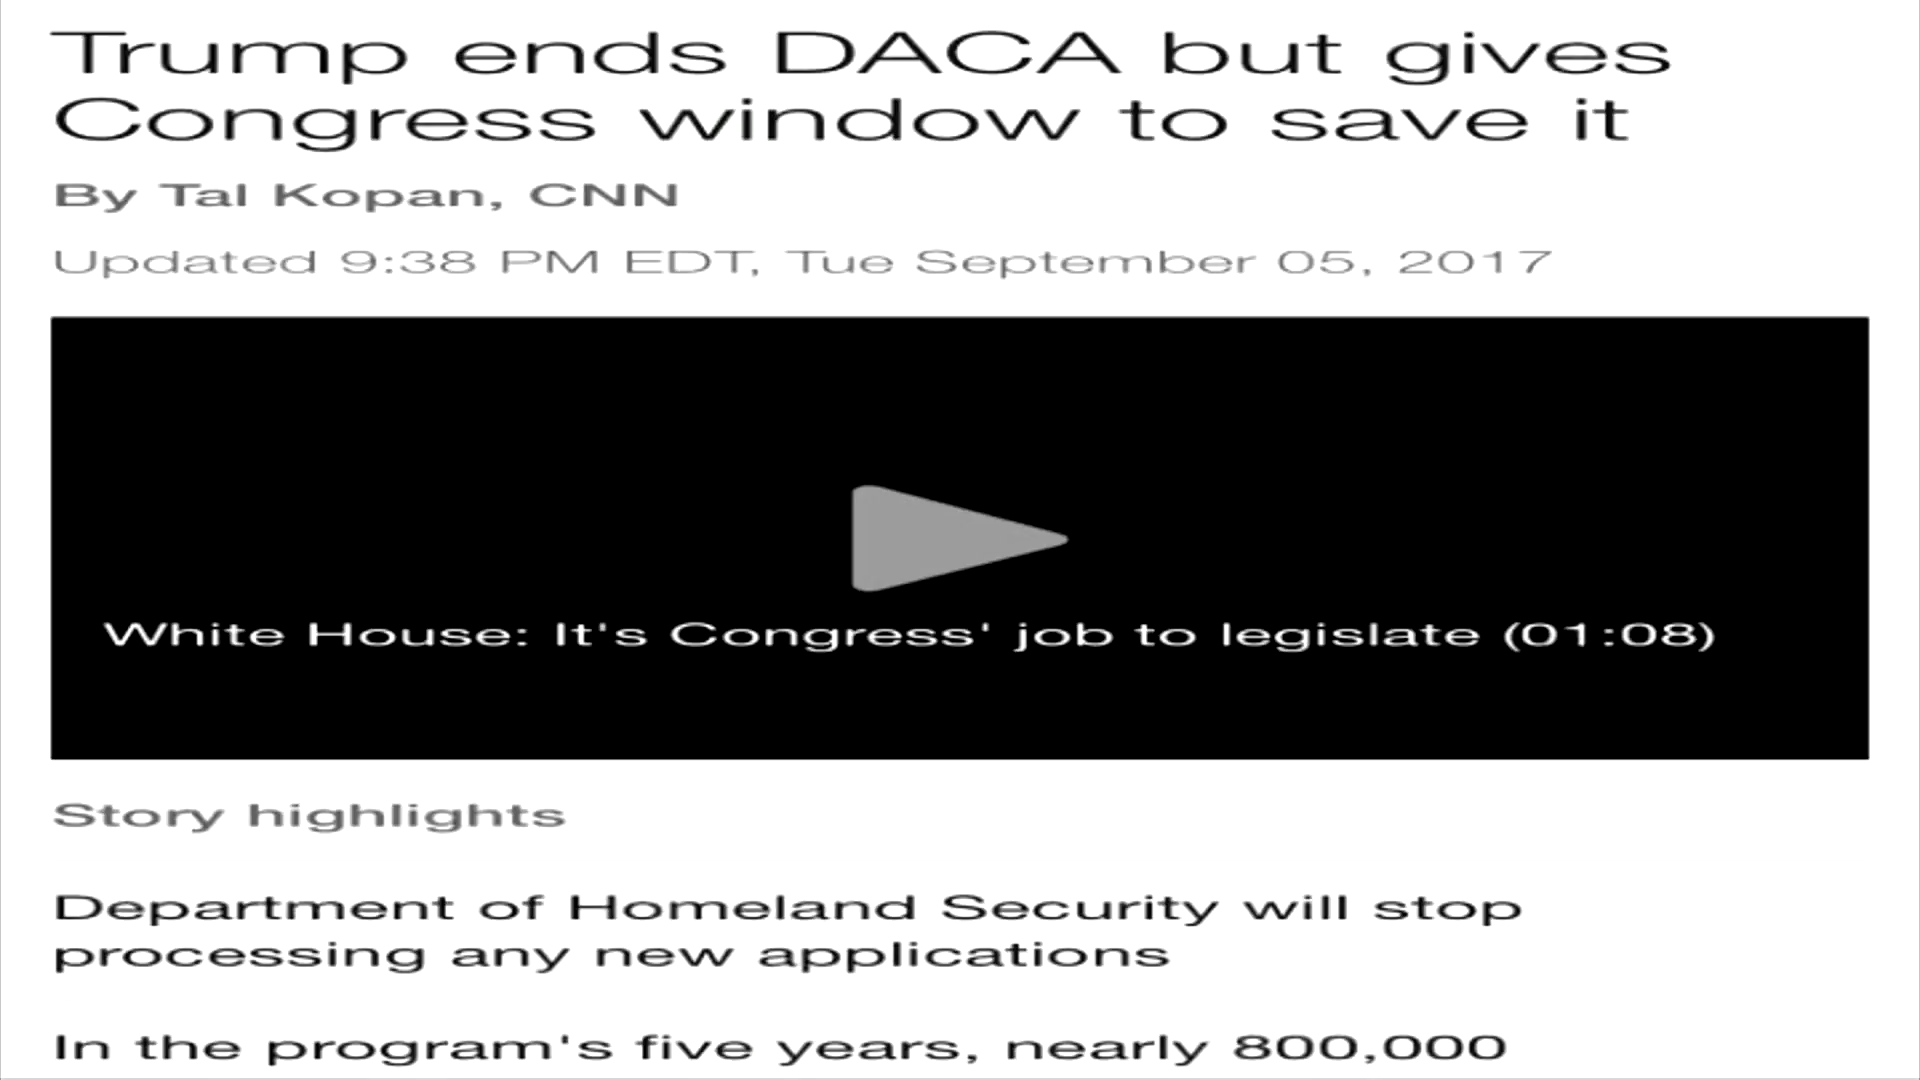 Trump ends DACA but gives
Congress window to save it
By Tal Kopan, CNN
Updated 9:38 PM EDT, Tue September 05, 2017
White House: It's Congress' job to legislate (01:08)
Story highlights
Department of Homeland Security will stop
processing any new applications
In the program's five years, nearly 800,000